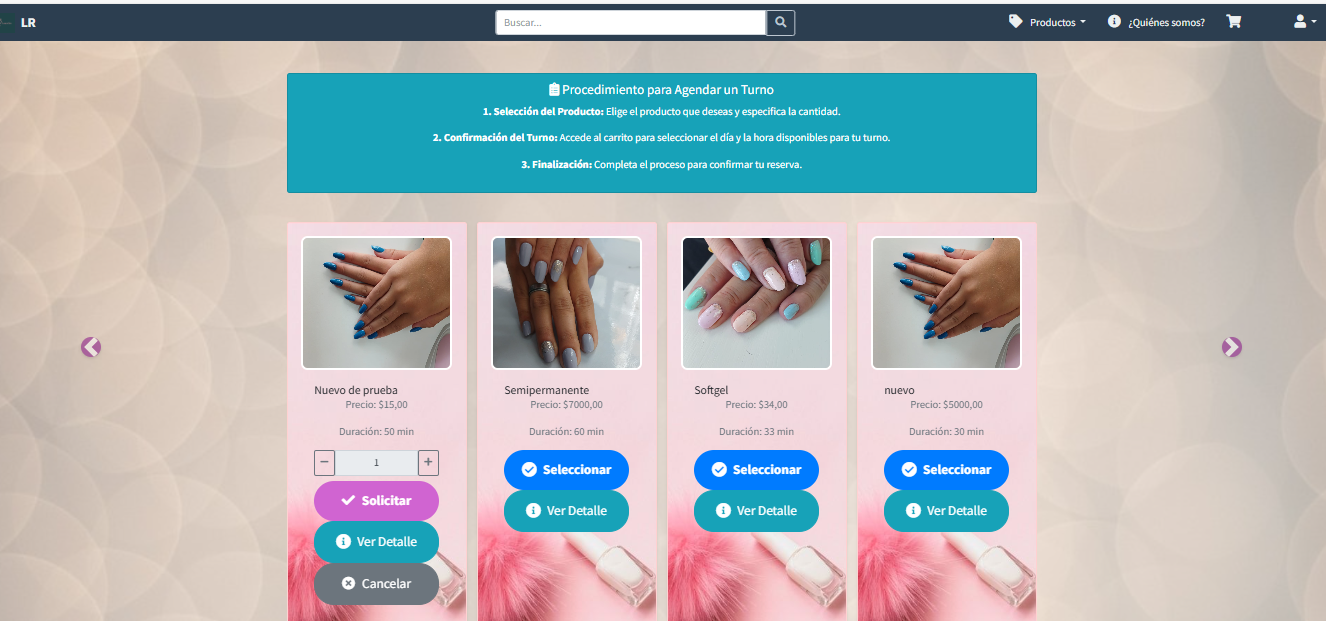 LR
Buscar...
Productos
¿Quiénes somos?
Procedimiento para Agendar un Turno
1. Selección del Producto: Elige el producto que deseas y especifica la cantidad.
2. Confirmación del Turno: Accede al carrito para seleccionar el día y la hora disponibles para tu turno.
3. Finalización: Completa el proceso para confirmar tu reserva.
Nuevo de prueba
Precio: $15,00
Duración: 50 min
− 1 +
Solicitar
Ver Detalle
Cancelar
Semipermanente
Precio: $7000,00
Duración: 60 min
Seleccionar
Ver Detalle
Softgel
Precio: $34,00
Duración: 33 min
Seleccionar
Ver Detalle
nuevo
Precio: $5000,00
Duración: 30 min
Seleccionar
Ver Detalle